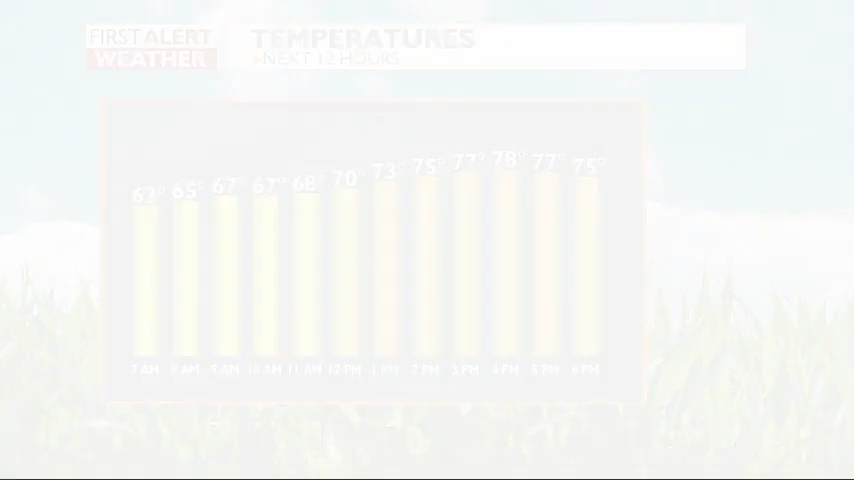 FIRST ALERT
WEATHER
TEMPERATURES
»NEXT 12 HOURS
63° 65° 67° 67° 68° 70° 73° 75° 77° 78° 77° 75°
7 AM 8 AM 9 AM 10 AM 11 AM 12 PM 1 PM 2 PM 3 PM 4 PM 5 PM 6 PM